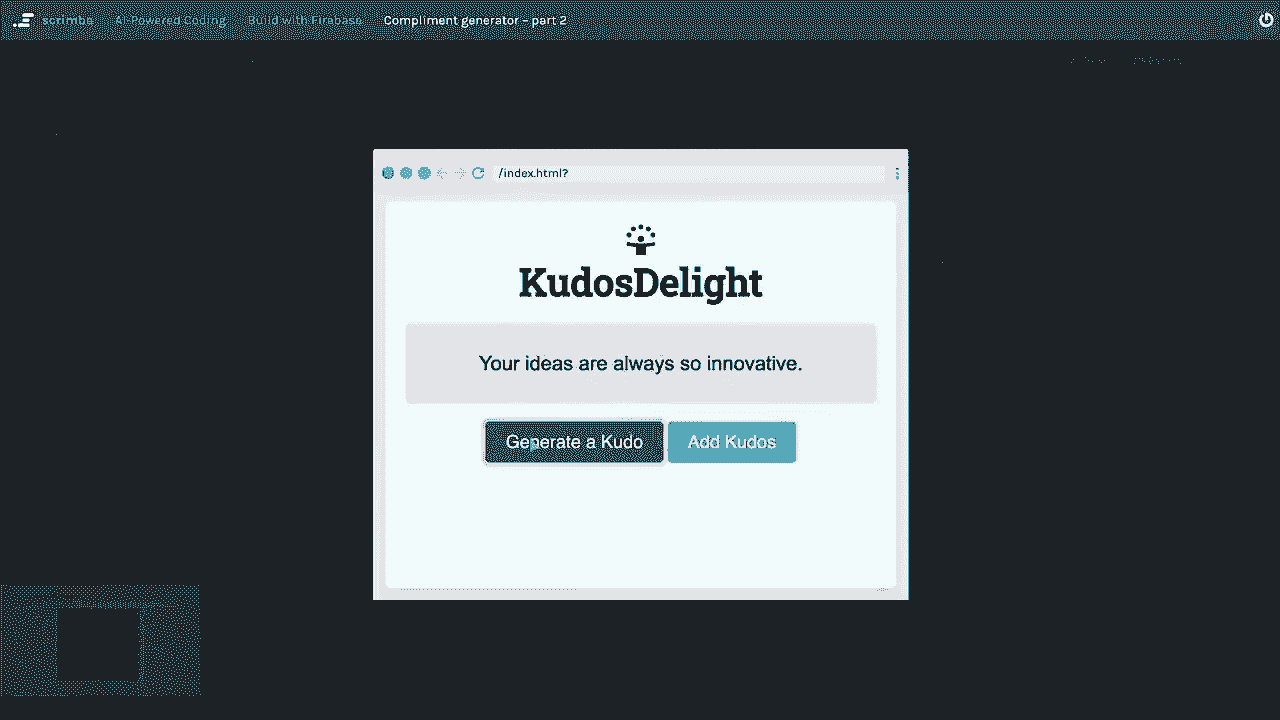 scrimba AI-Powered Coding Build with Firebase Compliment generator - part 2
/index.html?
KudosDelight
Your ideas are always so innovative.
Generate a Kudo Add Kudos